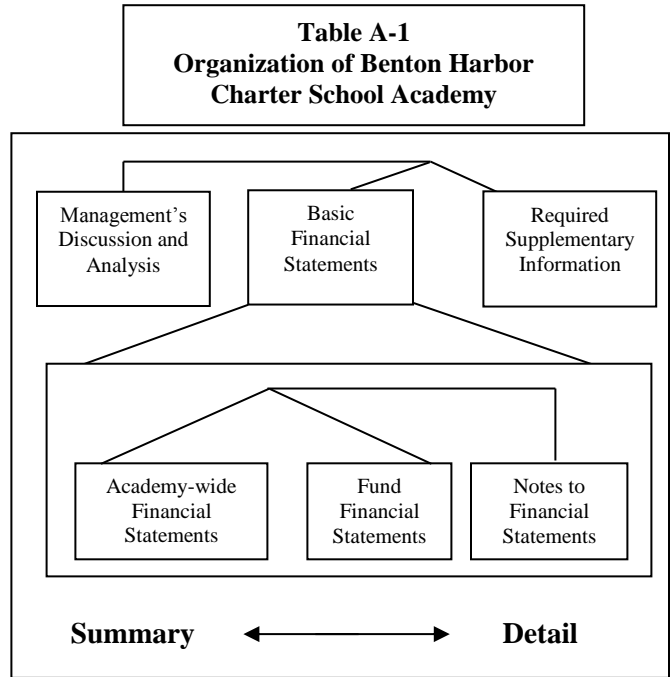 Table A-1
Organization of Benton Harbor
Charter School Academy
Management’s
Discussion and
Analysis
Basic
Financial
Statements
Required
Supplementary
Information
Academy-wide
Financial
Statements
Fund
Financial
Statements
Notes to
Financial
Statements
Summary
Detail